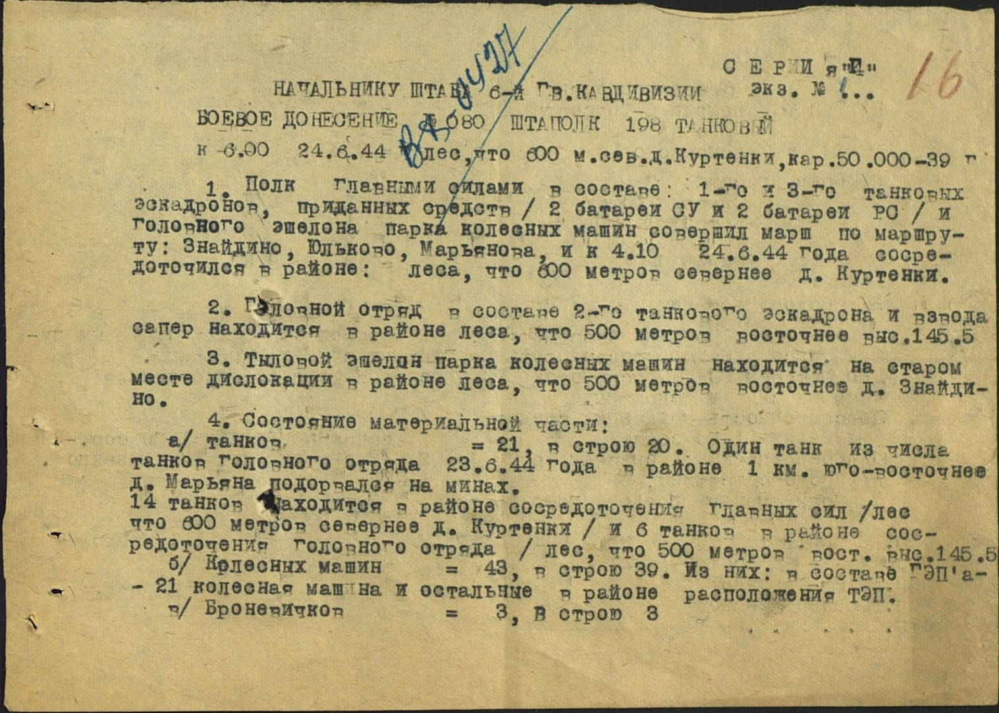 СЕРИИ я"Г"
16
НАЧАЛЬНИКУ ШТАБА 6-й Гв.КАВДИВИЗИИ экз. № 1...
БОЕВОЕ ДОНЕСЕНИЕ № 080 ШТАПОЛК 198 ТАНКОВЫЙ
к 6.00 24.6.44 лес,что 600 м.сев.д.Куртенки,кар.50.000-39 г
1. Полк главными силами в составе: 1-го и 3-го танковых
эскадронов, приданных средств / 2 батареи СУ и 2 батареи РС / и
головного эшелона парка колесных машин совершил марш по маршру-
ту: Знайдино, Юльково, Марьянова, и к 4.10 24.6.44 года сосре-
доточился в районе: леса, что 600 метров севернее д. Куртенки.
2. Головной отряд в составе 2-го танкового эскадрона и взвода
сапер находится в районе леса, что 500 метров восточнее выс.145.5
3. Тыловой эшелон парка колесных машин находится на старом
месте дислокации в районе леса, что 500 метров восточнее д. Знайди-
но.
4. Состояние материальной части:
а/ танков = 21, в строю 20. Один танк из числа
танков головного отряда 23.6.44 года в районе 1 км. юго-восточнее
д. Марьяна подорвался на минах.
14 танков находится в районе сосредоточения главных сил /лес
что 600 метров севернее д. Куртенки / и 6 танков в районе сос-
редоточения головного отряда / лес, что 500 метров вост. выс.145.5
б/ Колесных машин = 43, в строю 39. Из них: в составе ГЭП'а-
- 21 колесная машина и остальные в районе расположения ТЭП.
в/ Броневичков = 3, в строю 3